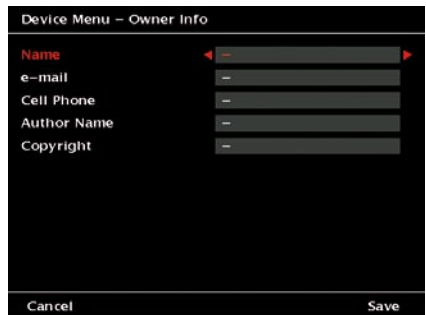 Device Menu – Owner Info
Name –
e–mail –
Cell Phone –
Author Name –
Copyright –
Cancel Save